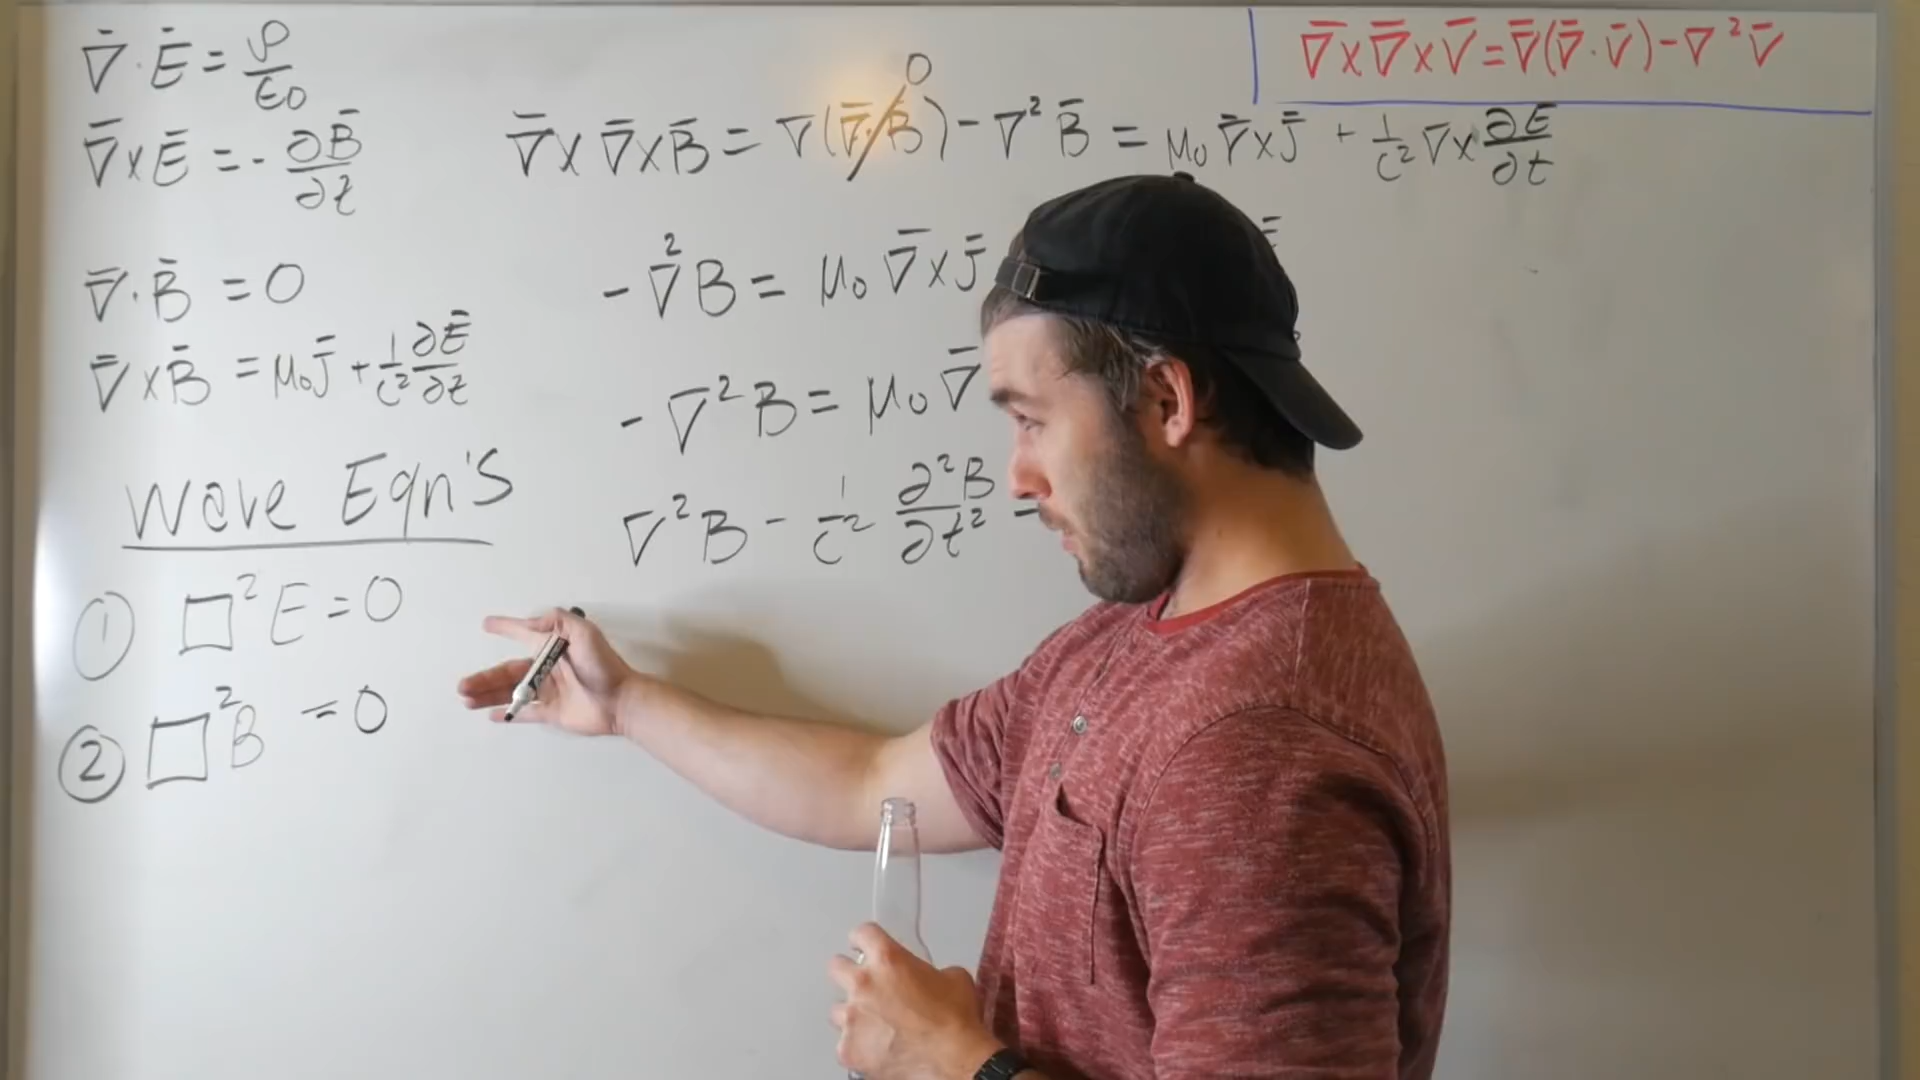 ∇̄·Ē = ρ/ε₀
∇̄×Ē = -∂B̄/∂t
∇̄·B̄ = 0
∇̄×B̄ = μ₀J̄ + 1/c² ∂Ē/∂t
Wave Eqn's
① □²E = 0
② □²B = 0
∇̄×∇̄×V̄ = ∇̄(∇̄·V̄) - ∇²V̄
0
∇̄×∇̄×B̄ = ∇(∇̄·B̄) - ∇²B̄ = μ₀∇̄×J̄ + 1/c² ∇×∂Ē/∂t
-∇²B = μ₀∇̄×J̄
-∇²B = μ₀∇̄
∇²B - 1/c² ∂²B/∂t² =